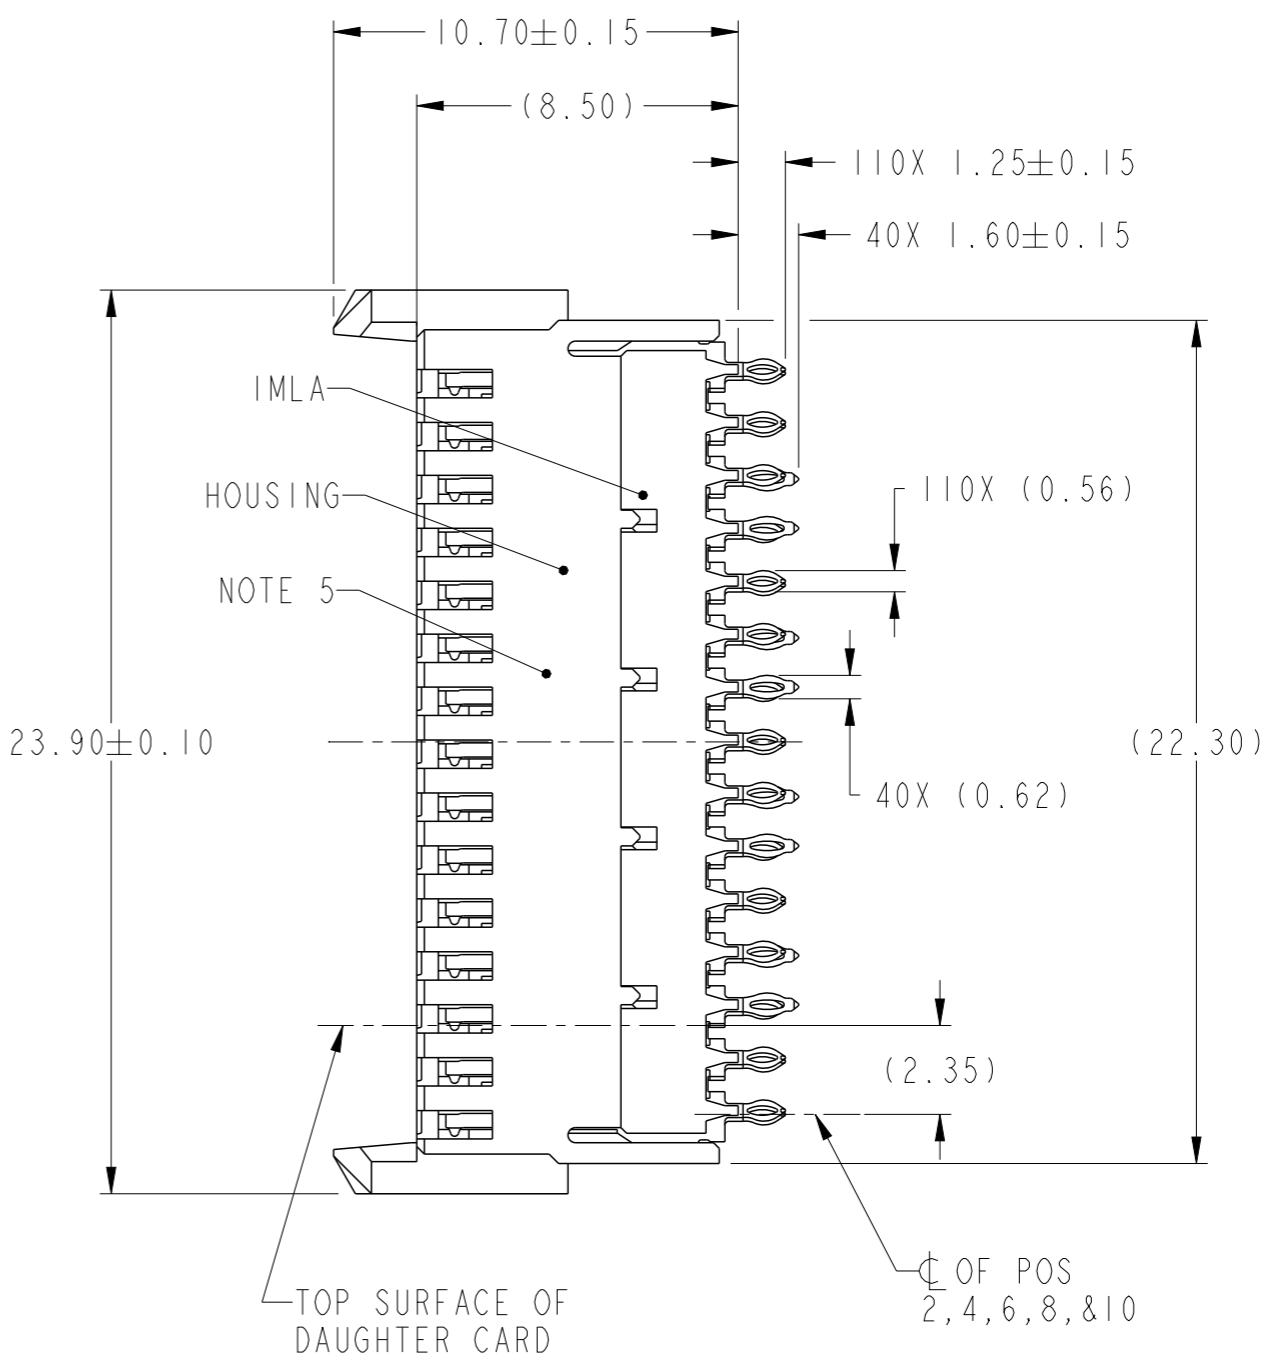 10.70±0.15
(8.50)
110X 1.25±0.15
40X 1.60±0.15
IMLA
HOUSING
110X (0.56)
NOTE 5
23.90±0.10
(22.30)
40X (0.62)
(2.35)
℄ OF POS
2,4,6,8,&10
TOP SURFACE OF
DAUGHTER CARD